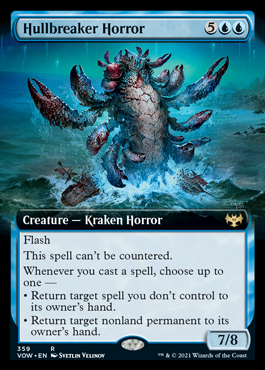 Hullbreaker Horror 5
Creature — Kraken Horror
Flash
This spell can't be countered.
Whenever you cast a spell, choose up to
one —
• Return target spell you don't control to
its owner's hand.
• Return target nonland permanent to
its owner's hand.
7/8
359 R
VOW • EN Svetlin Velinov
™ & © 2021 Wizards of the Coast